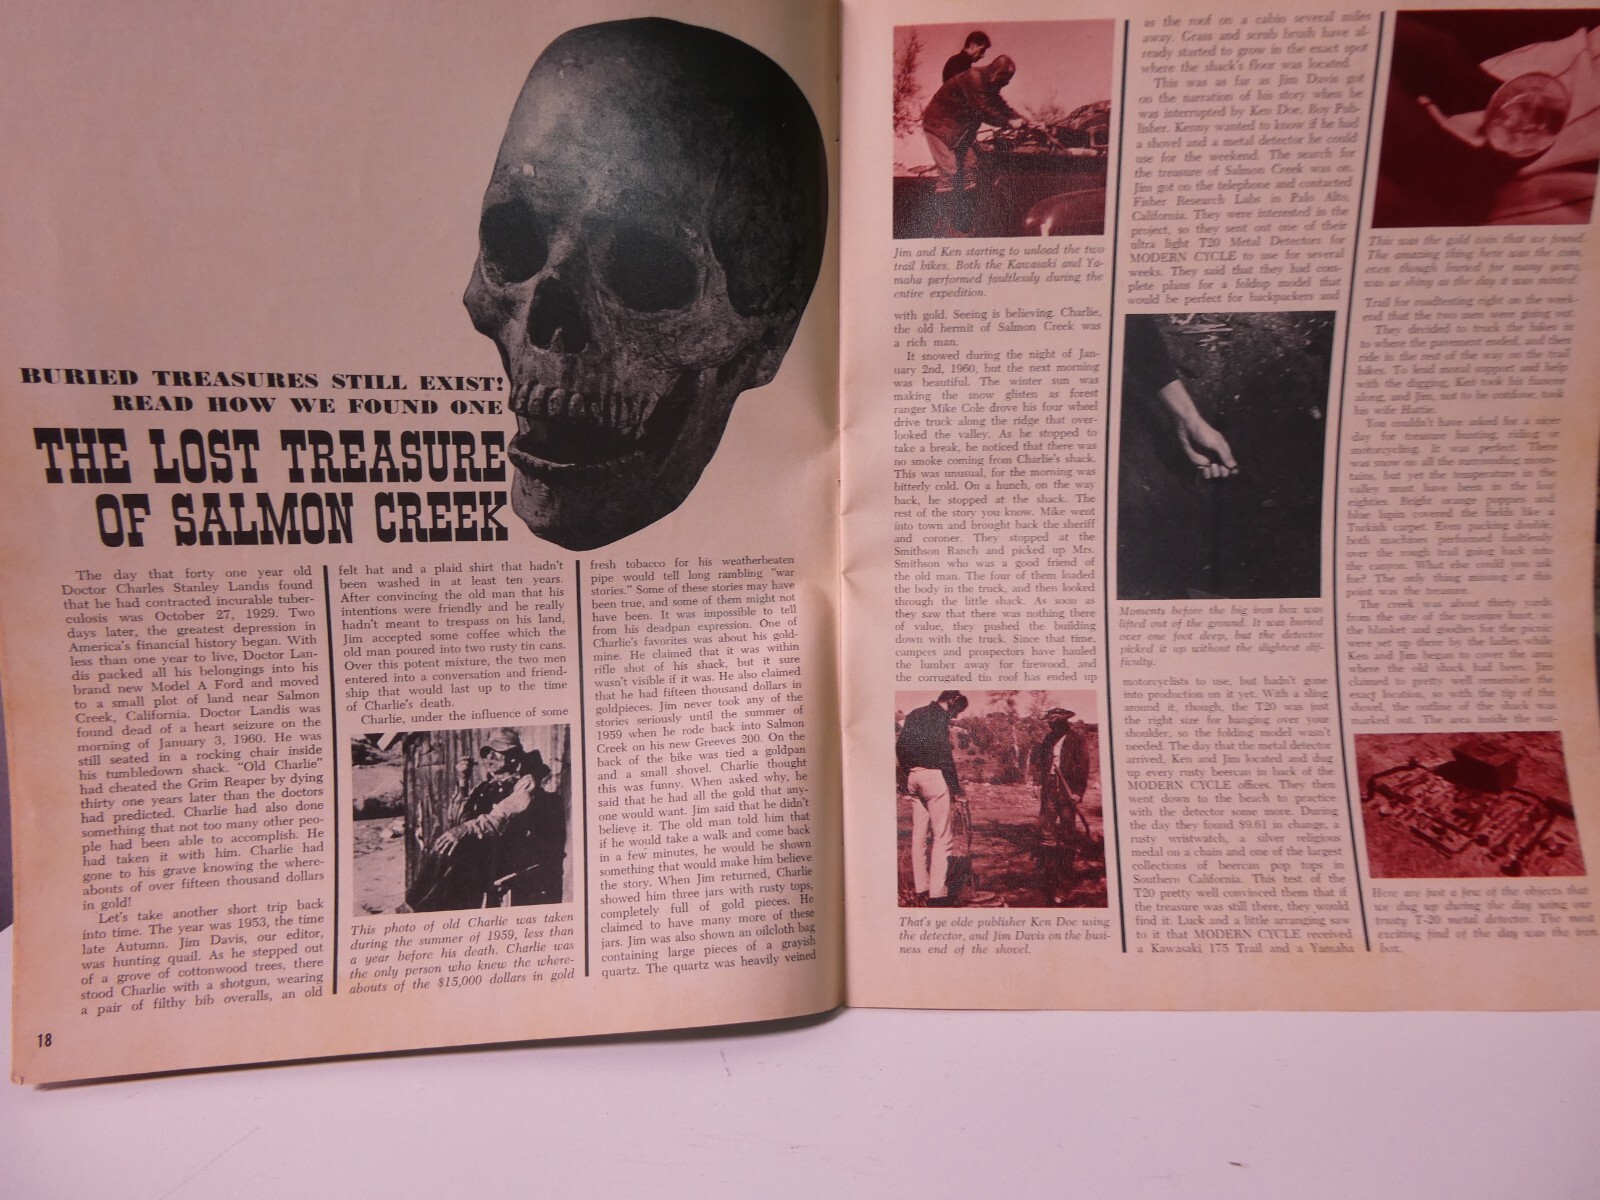 BURIED TREASURES STILL EXIST!
READ HOW WE FOUND ONE
THE LOST TREASURE
OF SALMON CREEK
The day that forty one year old
Doctor Charles Stanley Landis found
that he had contracted incurable tuber-
culosis was October 27, 1929. Two
days later, the greatest depression in
America's financial history began. With
less than one year to live, Doctor Lan-
dis packed all his belongings into his
brand new Model A Ford and moved
to a small plot of land near Salmon
Creek, California. Doctor Landis was
found dead of a heart seizure on the
morning of January 3, 1960. He was
still seated in a rocking chair inside
his tumbledown shack. "Old Charlie"
had cheated the Grim Reaper by dying
thirty one years later than the doctors
had predicted. Charlie had also done
something that not too many other peo-
ple had been able to accomplish. He
had taken it with him. Charlie had
gone to his grave knowing the where-
abouts of over fifteen thousand dollars
in gold!
Let's take another short trip back
into time. The year was 1953, the time
late Autumn. Jim Davis, our editor,
was hunting quail. As he stepped out
of a grove of cottonwood trees, there
stood Charlie with a shotgun, wearing
a pair of filthy bib overalls, an old
18
felt hat and a plaid shirt that hadn't
been washed in at least ten years.
After convincing the old man that his
intentions were friendly and he really
hadn't meant to trespass on his land,
Jim accepted some coffee which the
old man poured into two rusty tin cans.
Over this potent mixture, the two men
entered into a conversation and friend-
ship that would last up to the time
of Charlie's death.
Charlie, under the influence of some
This photo of old Charlie was taken
during the summer of 1959, less than
a year before his death. Charlie was
the only person who knew the where-
abouts of the $15,000 dollars in gold
fresh tobacco for his weatherbeaten
pipe would tell long rambling "war
stories." Some of these stories may have
been true, and some of them might not
have been. It was impossible to tell
from his deadpan expression. One of
Charlie's favorites was about his gold-
mine. He claimed that it was within
rifle shot of his shack, but it sure
wasn't visible if it was. He also claimed
that he had fifteen thousand dollars in
goldpieces. Jim never took any of the
stories seriously until the summer of
1959 when he rode back into Salmon
Creek on his new Greeves 200. On the
back of the bike was tied a goldpan
and a small shovel. Charlie thought
this was funny. When asked why, he
said that he had all the gold that any-
one would want. Jim said that he didn't
believe it. The old man told him that
if he would take a walk and come back
in a few minutes, he would be shown
something that would make him believe
the story. When Jim returned, Charlie
showed him three jars with rusty tops,
completely full of gold pieces. He
claimed to have many more of these
jars. Jim was also shown an oilcloth bag
containing large pieces of a grayish
quartz. The quartz was heavily veined
Jim and Ken starting to unload the two
trail bikes. Both the Kawasaki and Ya-
maha performed faultlessly during the
entire expedition.
with gold. Seeing is believing. Charlie,
the old hermit of Salmon Creek was
a rich man.
It snowed during the night of Jan-
uary 2nd, 1960, but the next morning
was beautiful. The winter sun was
making the snow glisten as forest
ranger Mike Cole drove his four wheel
drive truck along the ridge that over-
looked the valley. As he stopped to
take a break, he noticed that there was
no smoke coming from Charlie's shack.
This was unusual, for the morning was
bitterly cold. On a hunch, on the way
back, he stopped at the shack. The
rest of the story you know. Mike went
into town and brought back the sheriff
and coroner. They stopped at the
Smithson Ranch and picked up Mrs.
Smithson who was a good friend of
the old man. The four of them loaded
the body in the truck, and then looked
through the little shack. As soon as
they saw that there was nothing there
of value, they pushed the building
down with the truck. Since that time,
campers and prospectors have hauled
the lumber away for firewood, and
the corrugated tin roof has ended up
That's ye olde publisher Ken Doe using
the detector, and Jim Davis on the busi-
ness end of the shovel.
as the roof on a cabin several miles
away. Grass and scrub brush have al-
ready started to grow in the exact spot
where the shack's floor was located.
This was as far as Jim Davis got
on the narration of his story when he
was interrupted by Ken Doe, Boy Pub-
lisher. Kenny wanted to know if he had
a shovel and a metal detector he could
use for the weekend. The search for
the treasure of Salmon Creek was on.
Jim got on the telephone and contacted
Fisher Research Labs in Palo Alto,
California. They were interested in the
project, so they sent out one of their
ultra light T20 Metal Detectors for
MODERN CYCLE to use for several
weeks. They said that they had com-
plete plans for a foldup model that
would be perfect for backpackers and
Moments before the big iron box was
lifted out of the ground. It was buried
over one foot deep, but the detector
picked it up without the slightest dif-
ficulty.
motorcyclists to use, but hadn't gone
into production on it yet. With a sling
around it, though, the T20 was just
the right size for hanging over your
shoulder, so the folding model wasn't
needed. The day that the metal detector
arrived, Ken and Jim located and dug
up every rusty beercan in back of the
MODERN CYCLE offices. They then
went down to the beach to practice
with the detector some more. During
the day they found $9.61 in change, a
rusty wristwatch, a silver religious
medal on a chain and one of the largest
collections of beercan pop tops in
Southern California. This test of the
T20 pretty well convinced them that if
the treasure was still there, they would
find it. Luck and a little arranging saw
to it that MODERN CYCLE received
a Kawasaki 175 Trail and a Yamaha
This was the gold coin that we found.
The amazing thing here was the coin,
even though buried for many years,
was as shiny as the day it was minted.
Trail for roadtesting right on the week-
end that the two men were going out.
They decided to truck the bikes in
to where the pavement ended, and then
ride in the rest of the way on the trail
bikes. To lend moral support and help
with the digging, Ken took his fiancee
along, and Jim, not to be outdone, took
his wife Hattie.
You couldn't have asked for a nicer
day for treasure hunting, riding or
motorcycling. It was perfect. There
was snow on all the surrounding moun-
tains, but yet the temperature in the
valley must have been in the low
eighties. Bright orange poppies and
blue lupin covered the fields like a
Turkish carpet. Even packing double,
both machines performed faultlessly
over the rough trail going back into
the canyon. What else could you ask
for? The only thing missing at this
point was the treasure.
The creek was about thirty yards
from the site of the treasure hunt, so
the blanket and goodies for the picnic
were set up there by the ladies while
Ken and Jim began to cover the area
where the old shack had been. Jim
claimed to pretty well remember the
exact location, so with the tip of the
shovel, the outline of the shack was
marked out. The area inside the out-
Here are just a few of the objects that
we dug up during the day using our
trusty T-20 metal detector. The most
exciting find of the day was the iron
box.